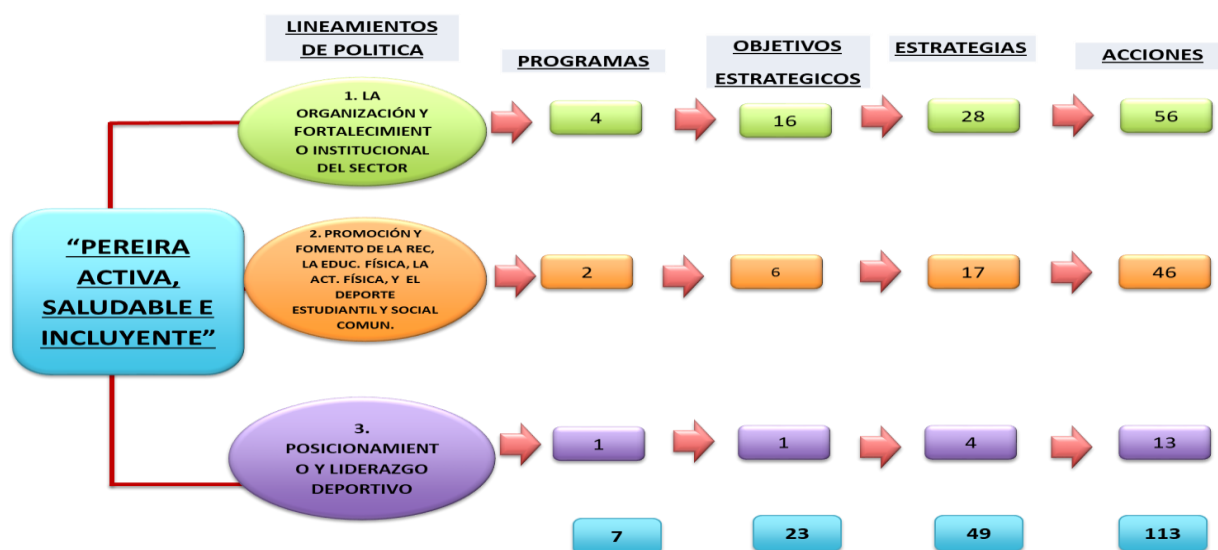 LINEAMIENTOS
DE POLITICA
PROGRAMAS
OBJETIVOS
ESTRATEGICOS
ESTRATEGIAS
ACCIONES
“PEREIRA
ACTIVA,
SALUDABLE E
INCLUYENTE”
1. LA
ORGANIZACIÓN Y
FORTALECIMIENT
O INSTITUCIONAL
DEL SECTOR
4
16
28
56
2. PROMOCIÓN Y
FOMENTO DE LA REC,
LA EDUC. FÍSICA, LA
ACT. FÍSICA, Y EL
DEPORTE
ESTUDIANTIL Y SOCIAL
COMUN.
2
6
17
46
3.
POSICIONAMIENT
O Y LIDERAZGO
DEPORTIVO
1
1
4
13
7
23
49
113